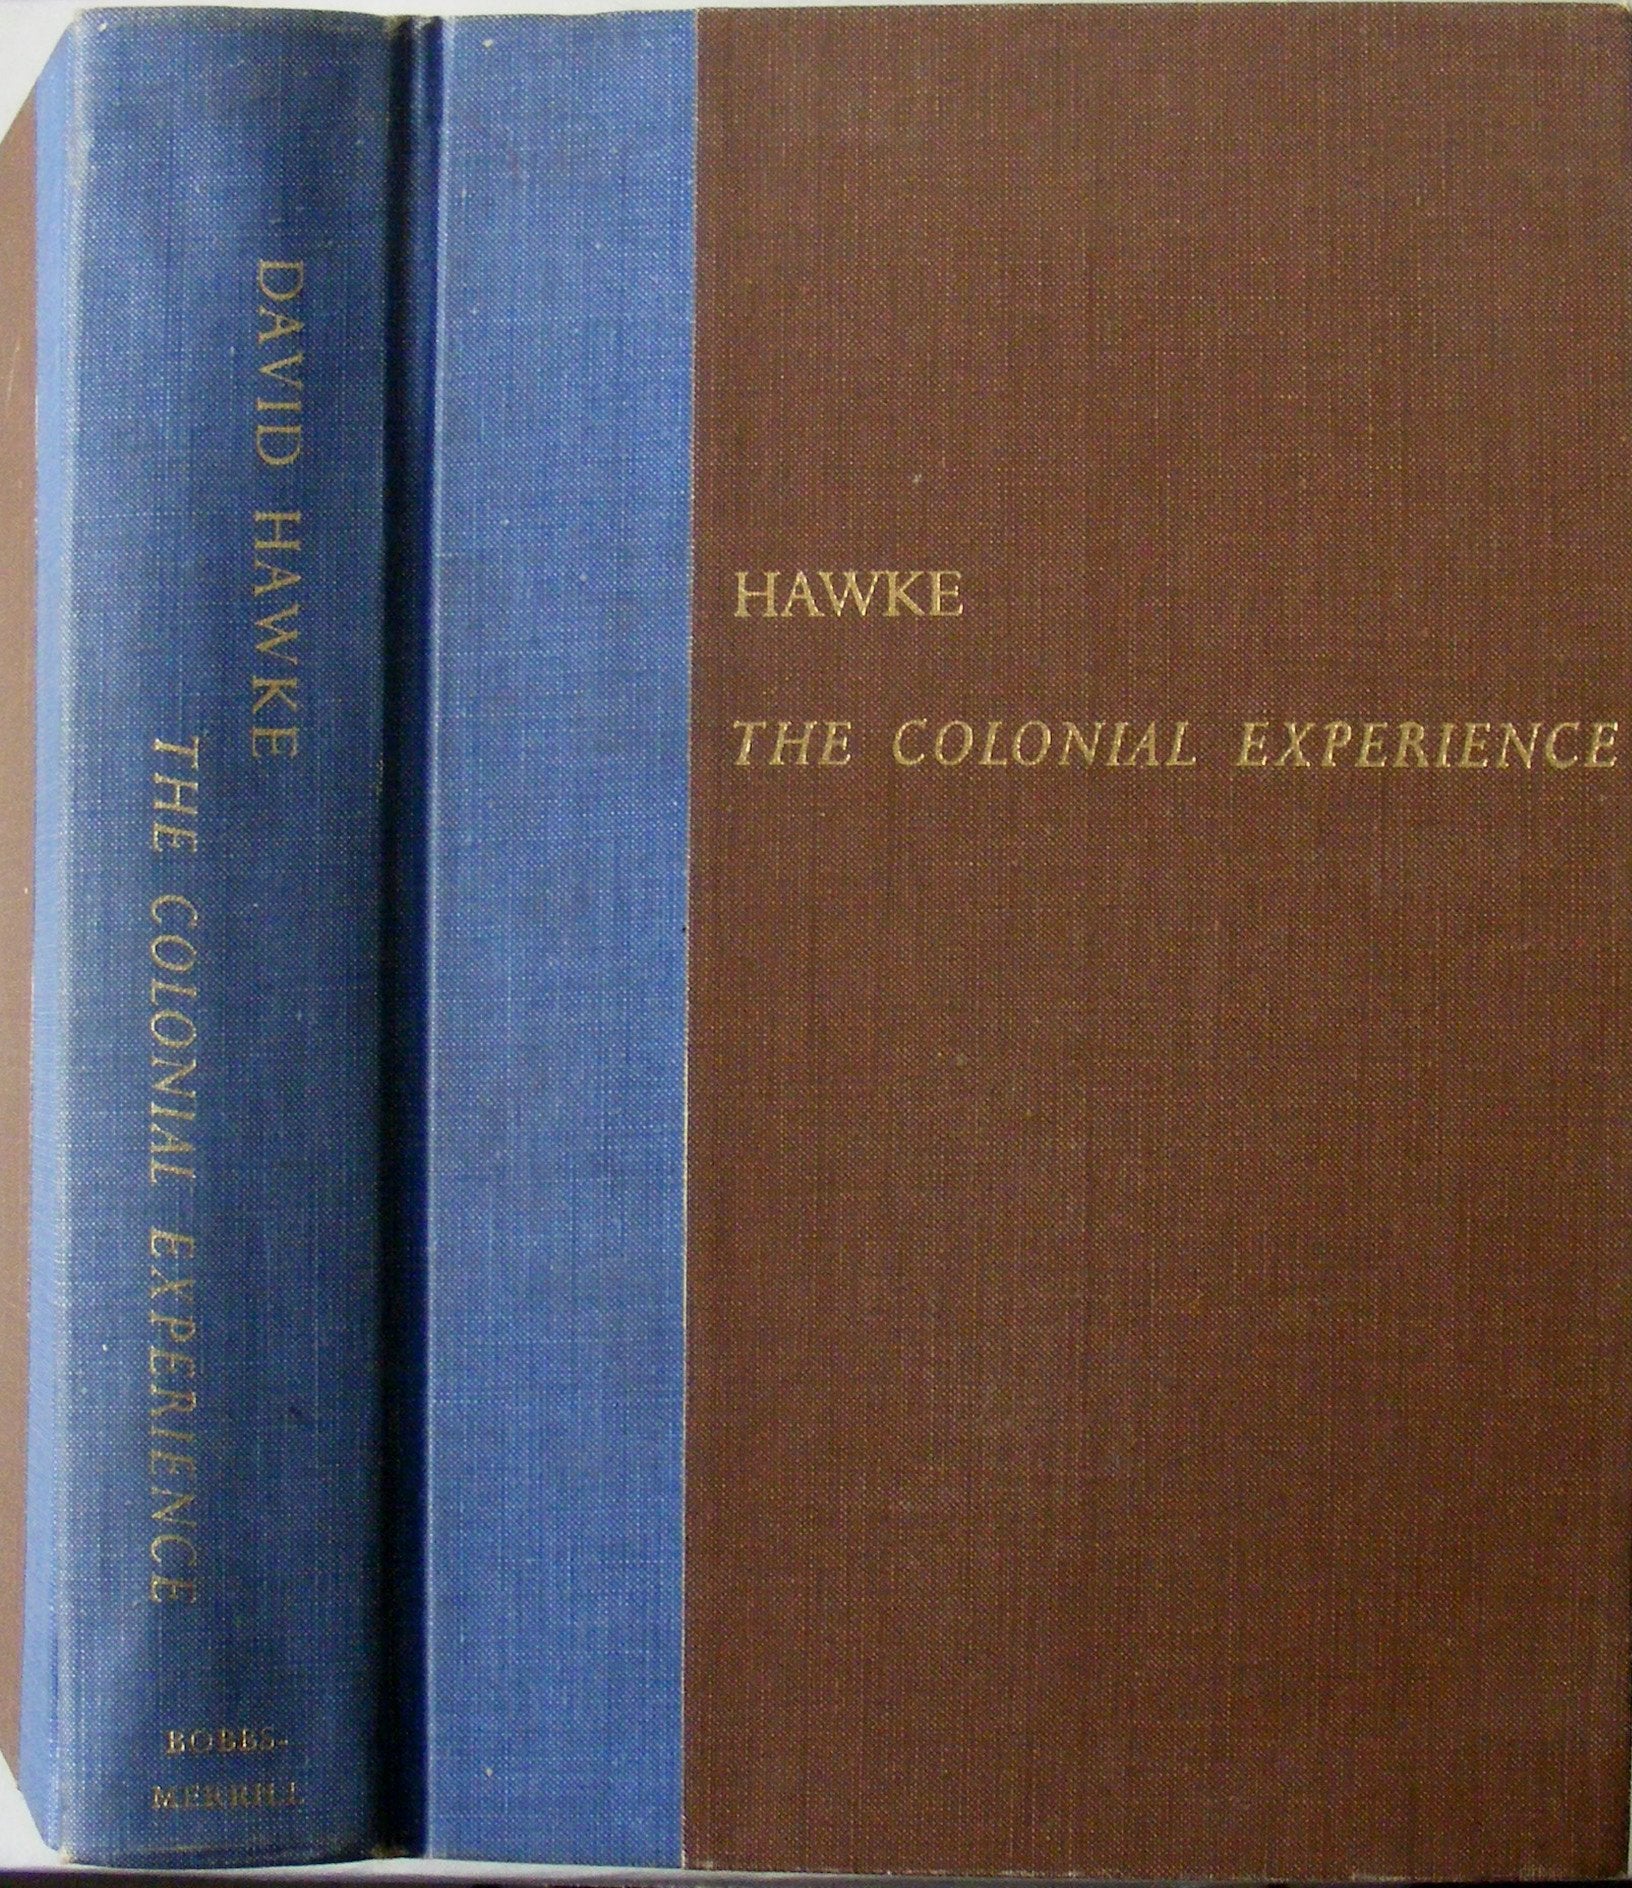 DAVID HAWKE
THE COLONIAL EXPERIENCE
BOBBS-
MERRILL
HAWKE
THE COLONIAL EXPERIENCE